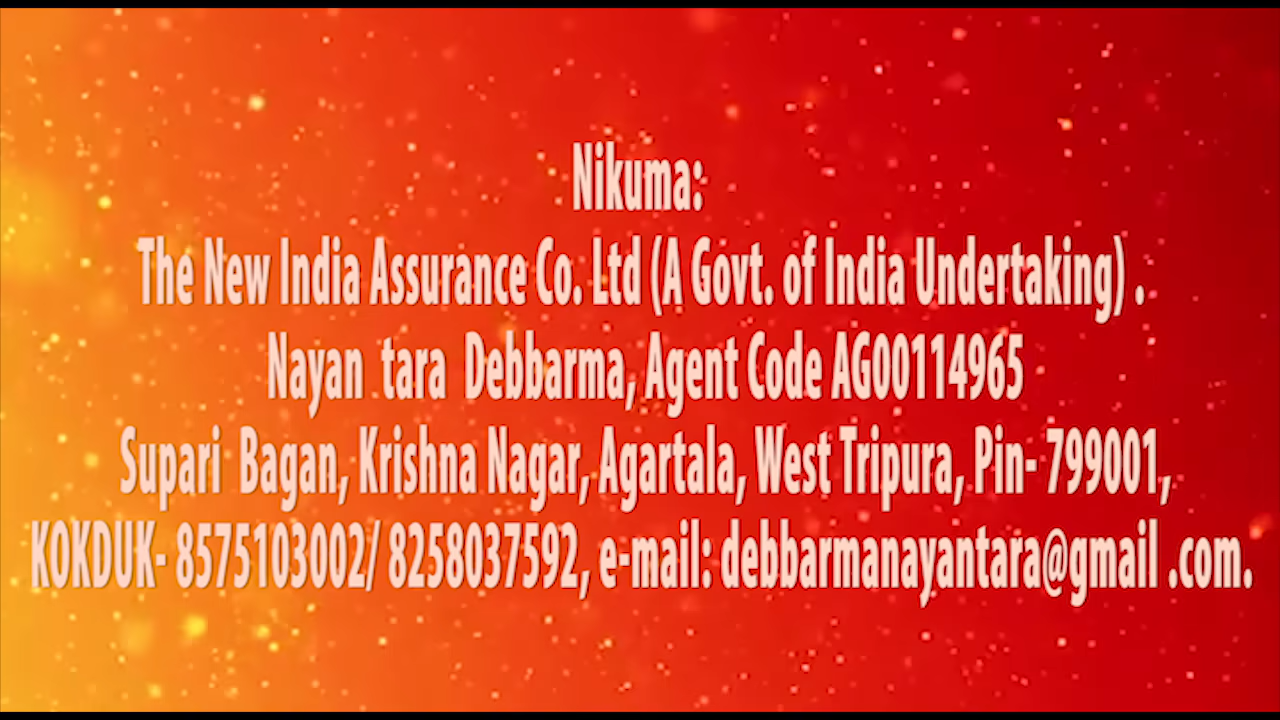 Nikuma:
The New India Assurance Co. Ltd (A Govt. of India Undertaking) .
Nayan tara Debbarma, Agent Code AG00114965
Supari Bagan, Krishna Nagar, Agartala, West Tripura, Pin- 799001,
KOKDUK- 8575103002/ 8258037592, e-mail: debbarmanayantara@gmail .com.